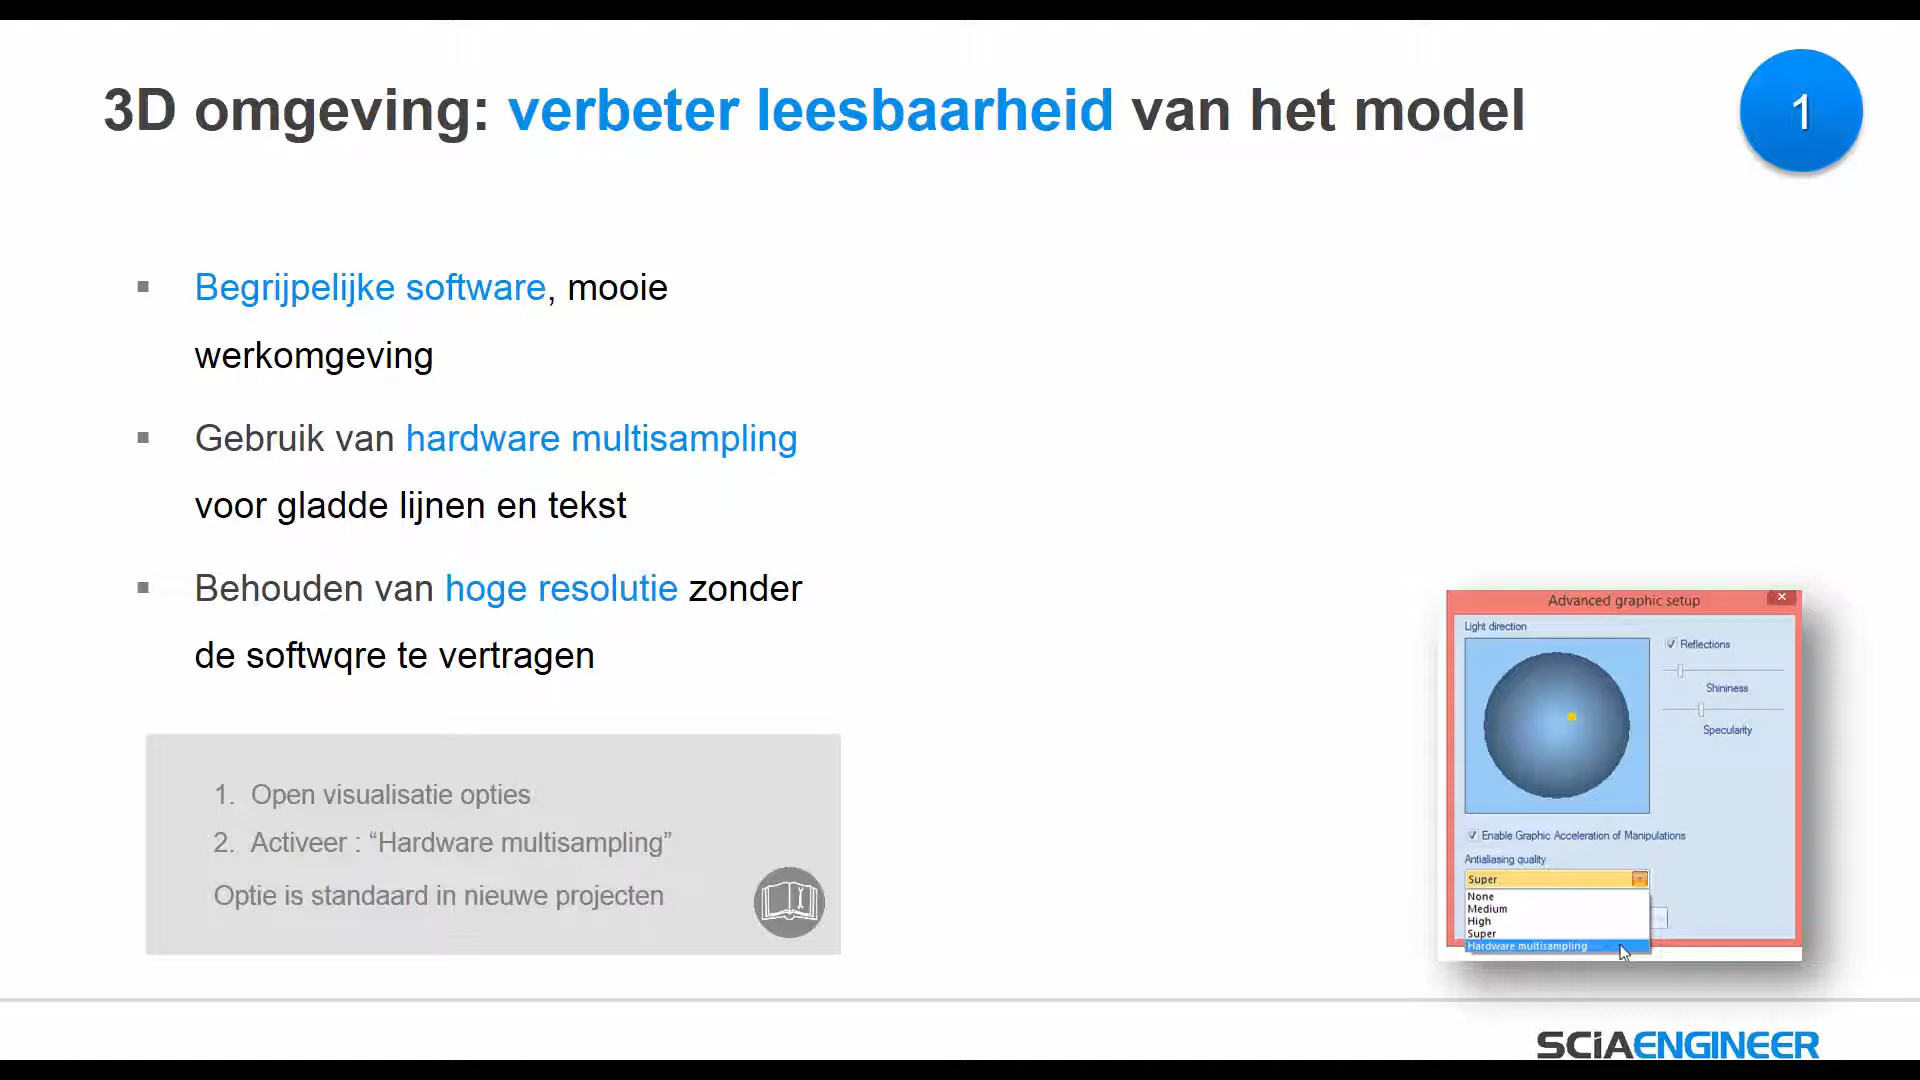 3D omgeving: verbeter leesbaarheid van het model
1
▪ Begrijpelijke software, mooie
werkomgeving
▪ Gebruik van hardware multisampling
voor gladde lijnen en tekst
▪ Behouden van hoge resolutie zonder
de softwqre te vertragen
1. Open visualisatie opties
2. Activeer : “Hardware multisampling”
Optie is standaard in nieuwe projecten
Advanced graphic setup
Light direction
Reflections
Shininess
Specularity
Enable Graphic Acceleration of Manipulations
Antialiasing quality
Super
None
Medium
High
Super
Hardware multisampling
SCiAENGINEER